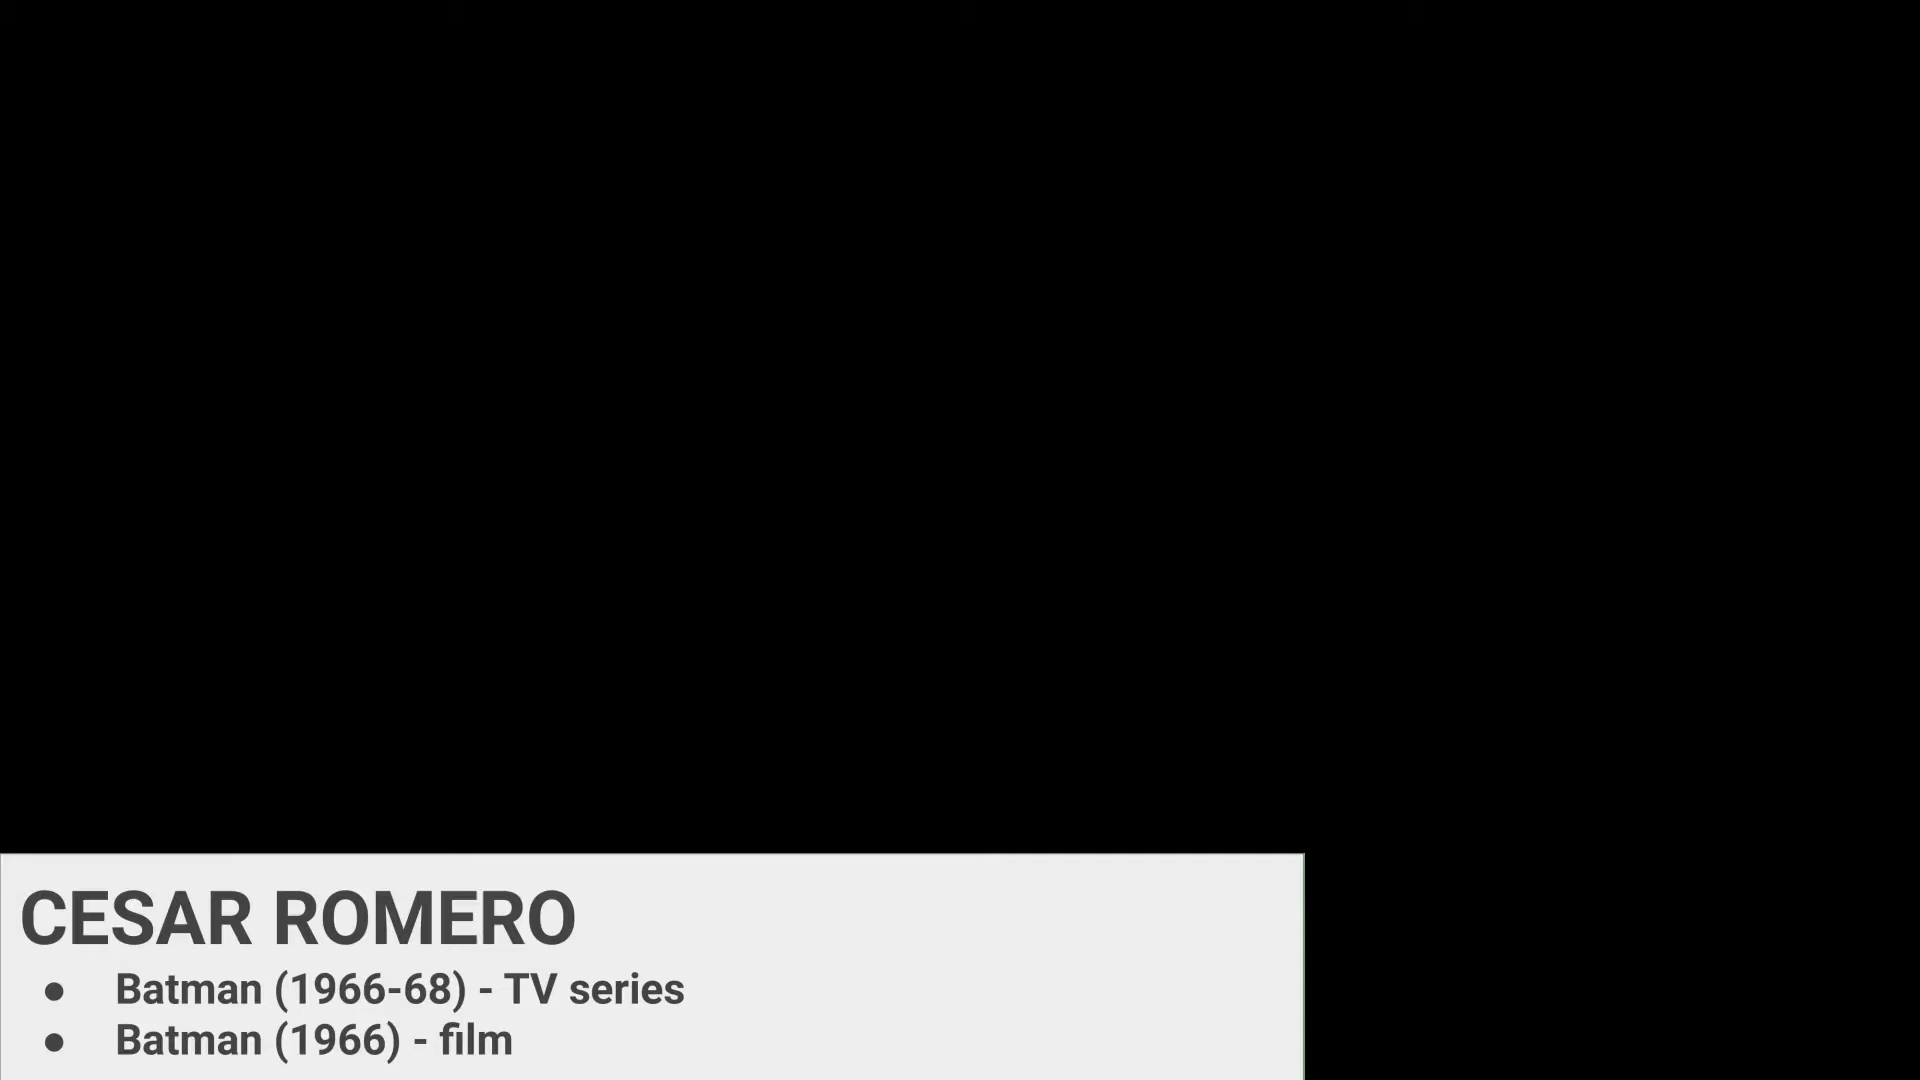 CESAR ROMERO
● Batman (1966-68) - TV series
● Batman (1966) - film